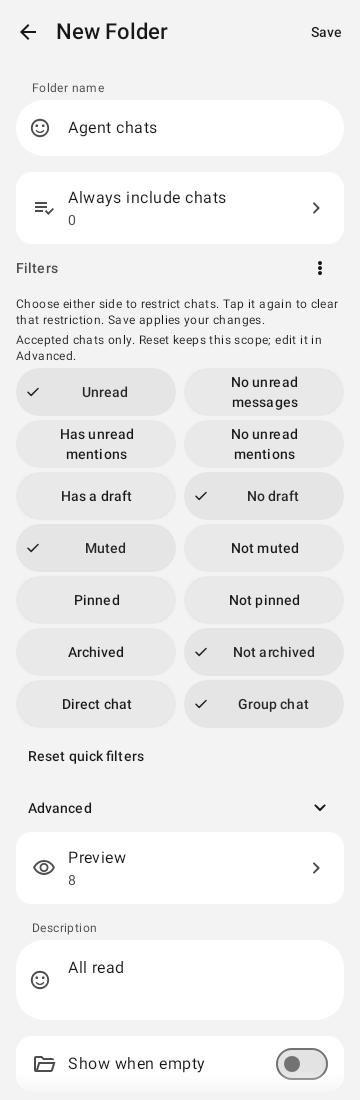 New Folder
Save
Folder name
Agent chats
Always include chats
0
Filters
Choose either side to restrict chats. Tap it again to clear
that restriction. Save applies your changes.
Accepted chats only. Reset keeps this scope; edit it in
Advanced.
Unread
No unread
messages
Has unread
mentions
No unread
mentions
Has a draft
No draft
Muted
Not muted
Pinned
Not pinned
Archived
Not archived
Direct chat
Group chat
Reset quick filters
Advanced
Preview
8
Description
All read
Show when empty